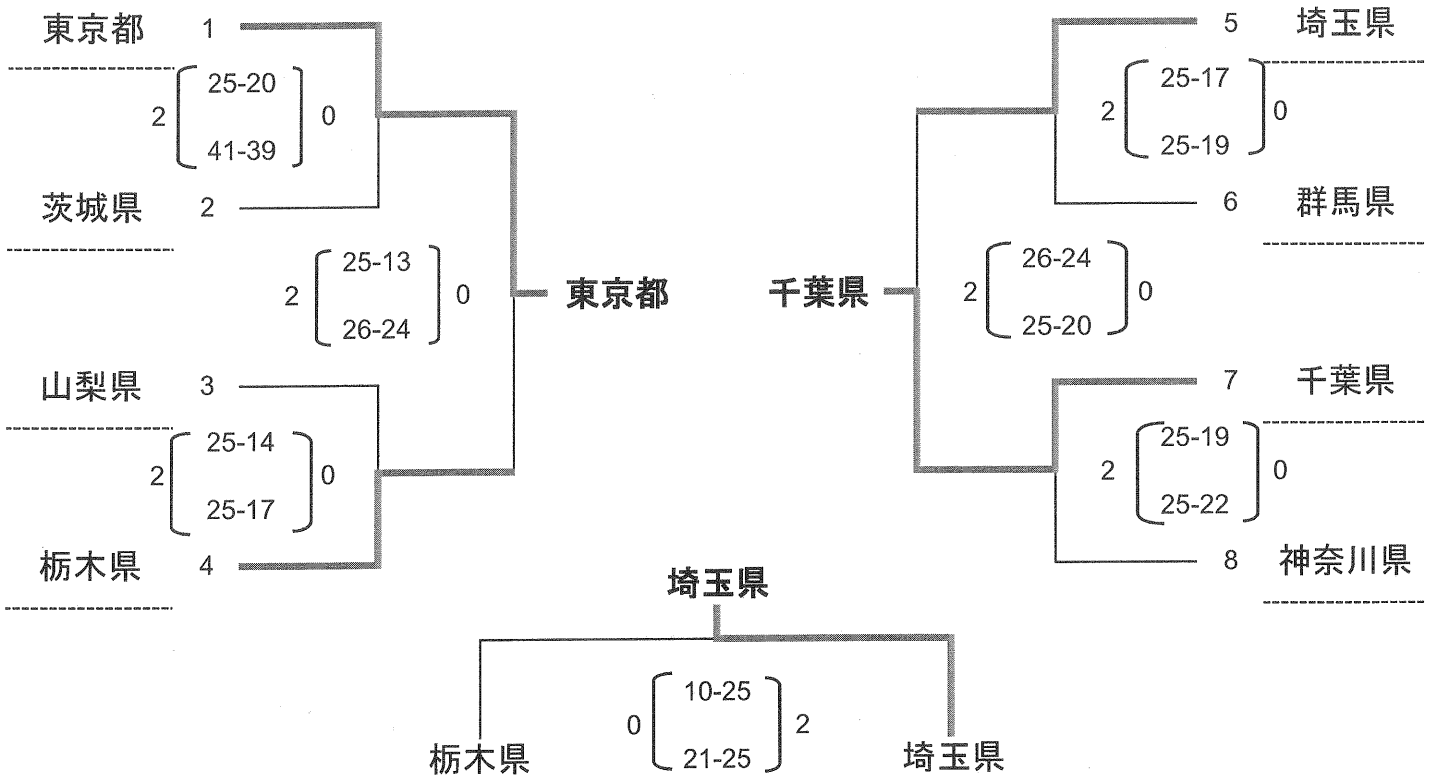 東京都 1
2 25-20 0
41-39
茨城県 2
2 25-13 0
26-24
東京都
山梨県 3
2 25-14 0
25-17
栃木県 4
5 埼玉県
2 25-17 0
25-19
6 群馬県
千葉県
2 26-24 0
25-20
7 千葉県
2 25-19 0
25-22
8 神奈川県
埼玉県
0 10-25 2
21-25
栃木県 埼玉県